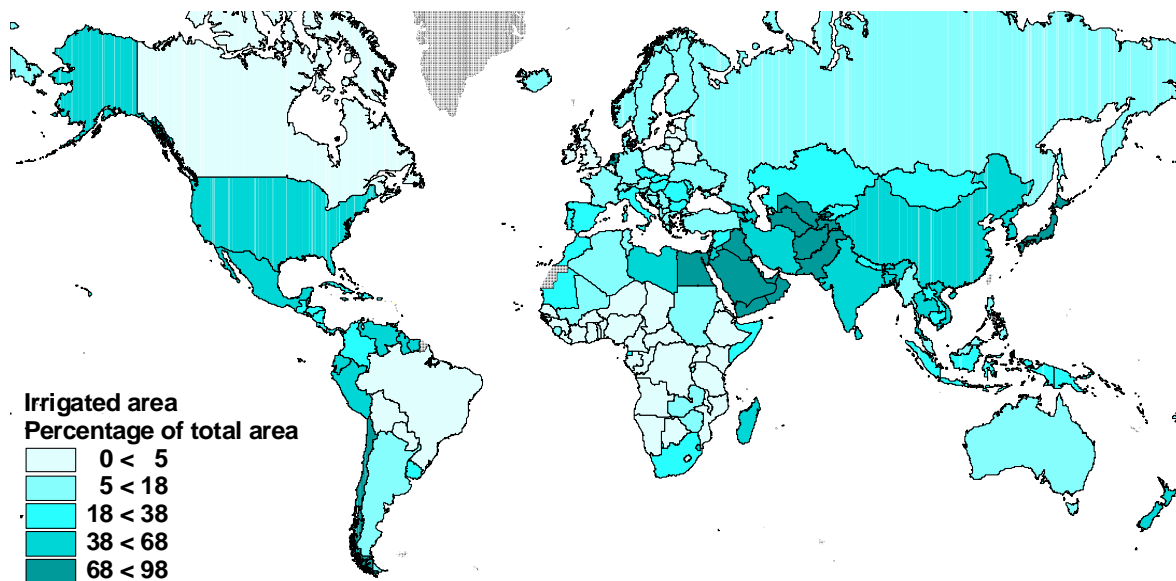 Irrigated area
Percentage of total area
0 < 5
5 < 18
18 < 38
38 < 68
68 < 98